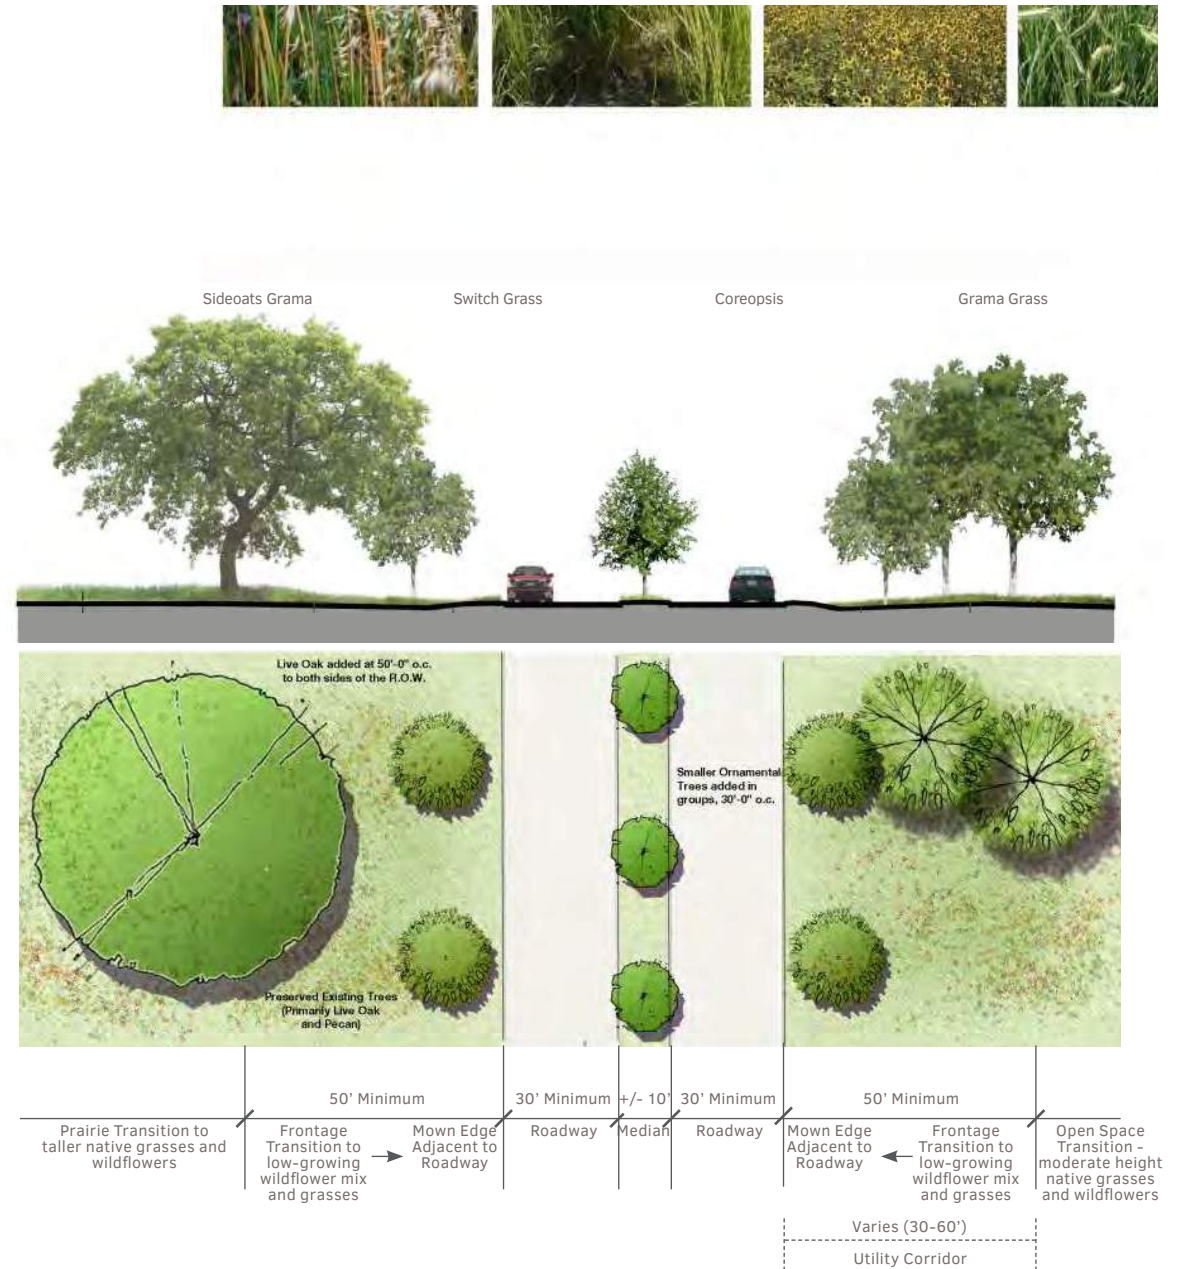 Sideoats Grama
Switch Grass
Coreopsis
Grama Grass
Live Oak added at 50'-0" o.c.
to both sides of the R.O.W.
Smaller Ornamental
Trees added in
groups, 30'-0" o.c.
Preserved Existing Trees
(Primarily Live Oak
and Pecan)
50’ Minimum
30’ Minimum
+/- 10’
30’ Minimum
50’ Minimum
Prairie Transition to
taller native grasses and
wildflowers
Frontage
Transition to
low-growing
wildflower mix
and grasses
Mown Edge
Adjacent to
Roadway
Roadway
Median
Roadway
Mown Edge
Adjacent to
Roadway
Frontage
Transition to
low-growing
wildflower mix
and grasses
Open Space
Transition -
moderate height
native grasses
and wildflowers
Varies (30-60’)
Utility Corridor